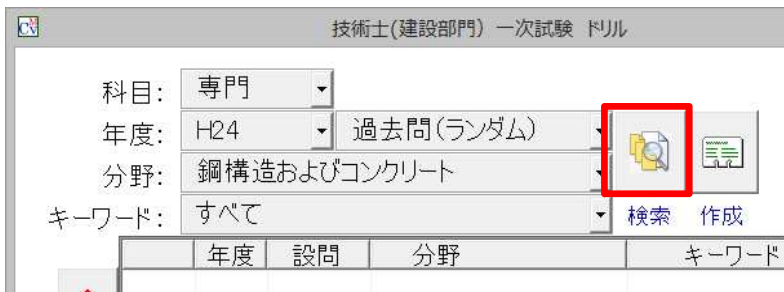 技術士(建設部門) 一次試験 ドリル
科目: 専門
年度: H24 過去問(ランダム)
分野: 鋼構造およびコンクリート
キーワード: すべて
検索 作成
年度 設問 分野 キーワード